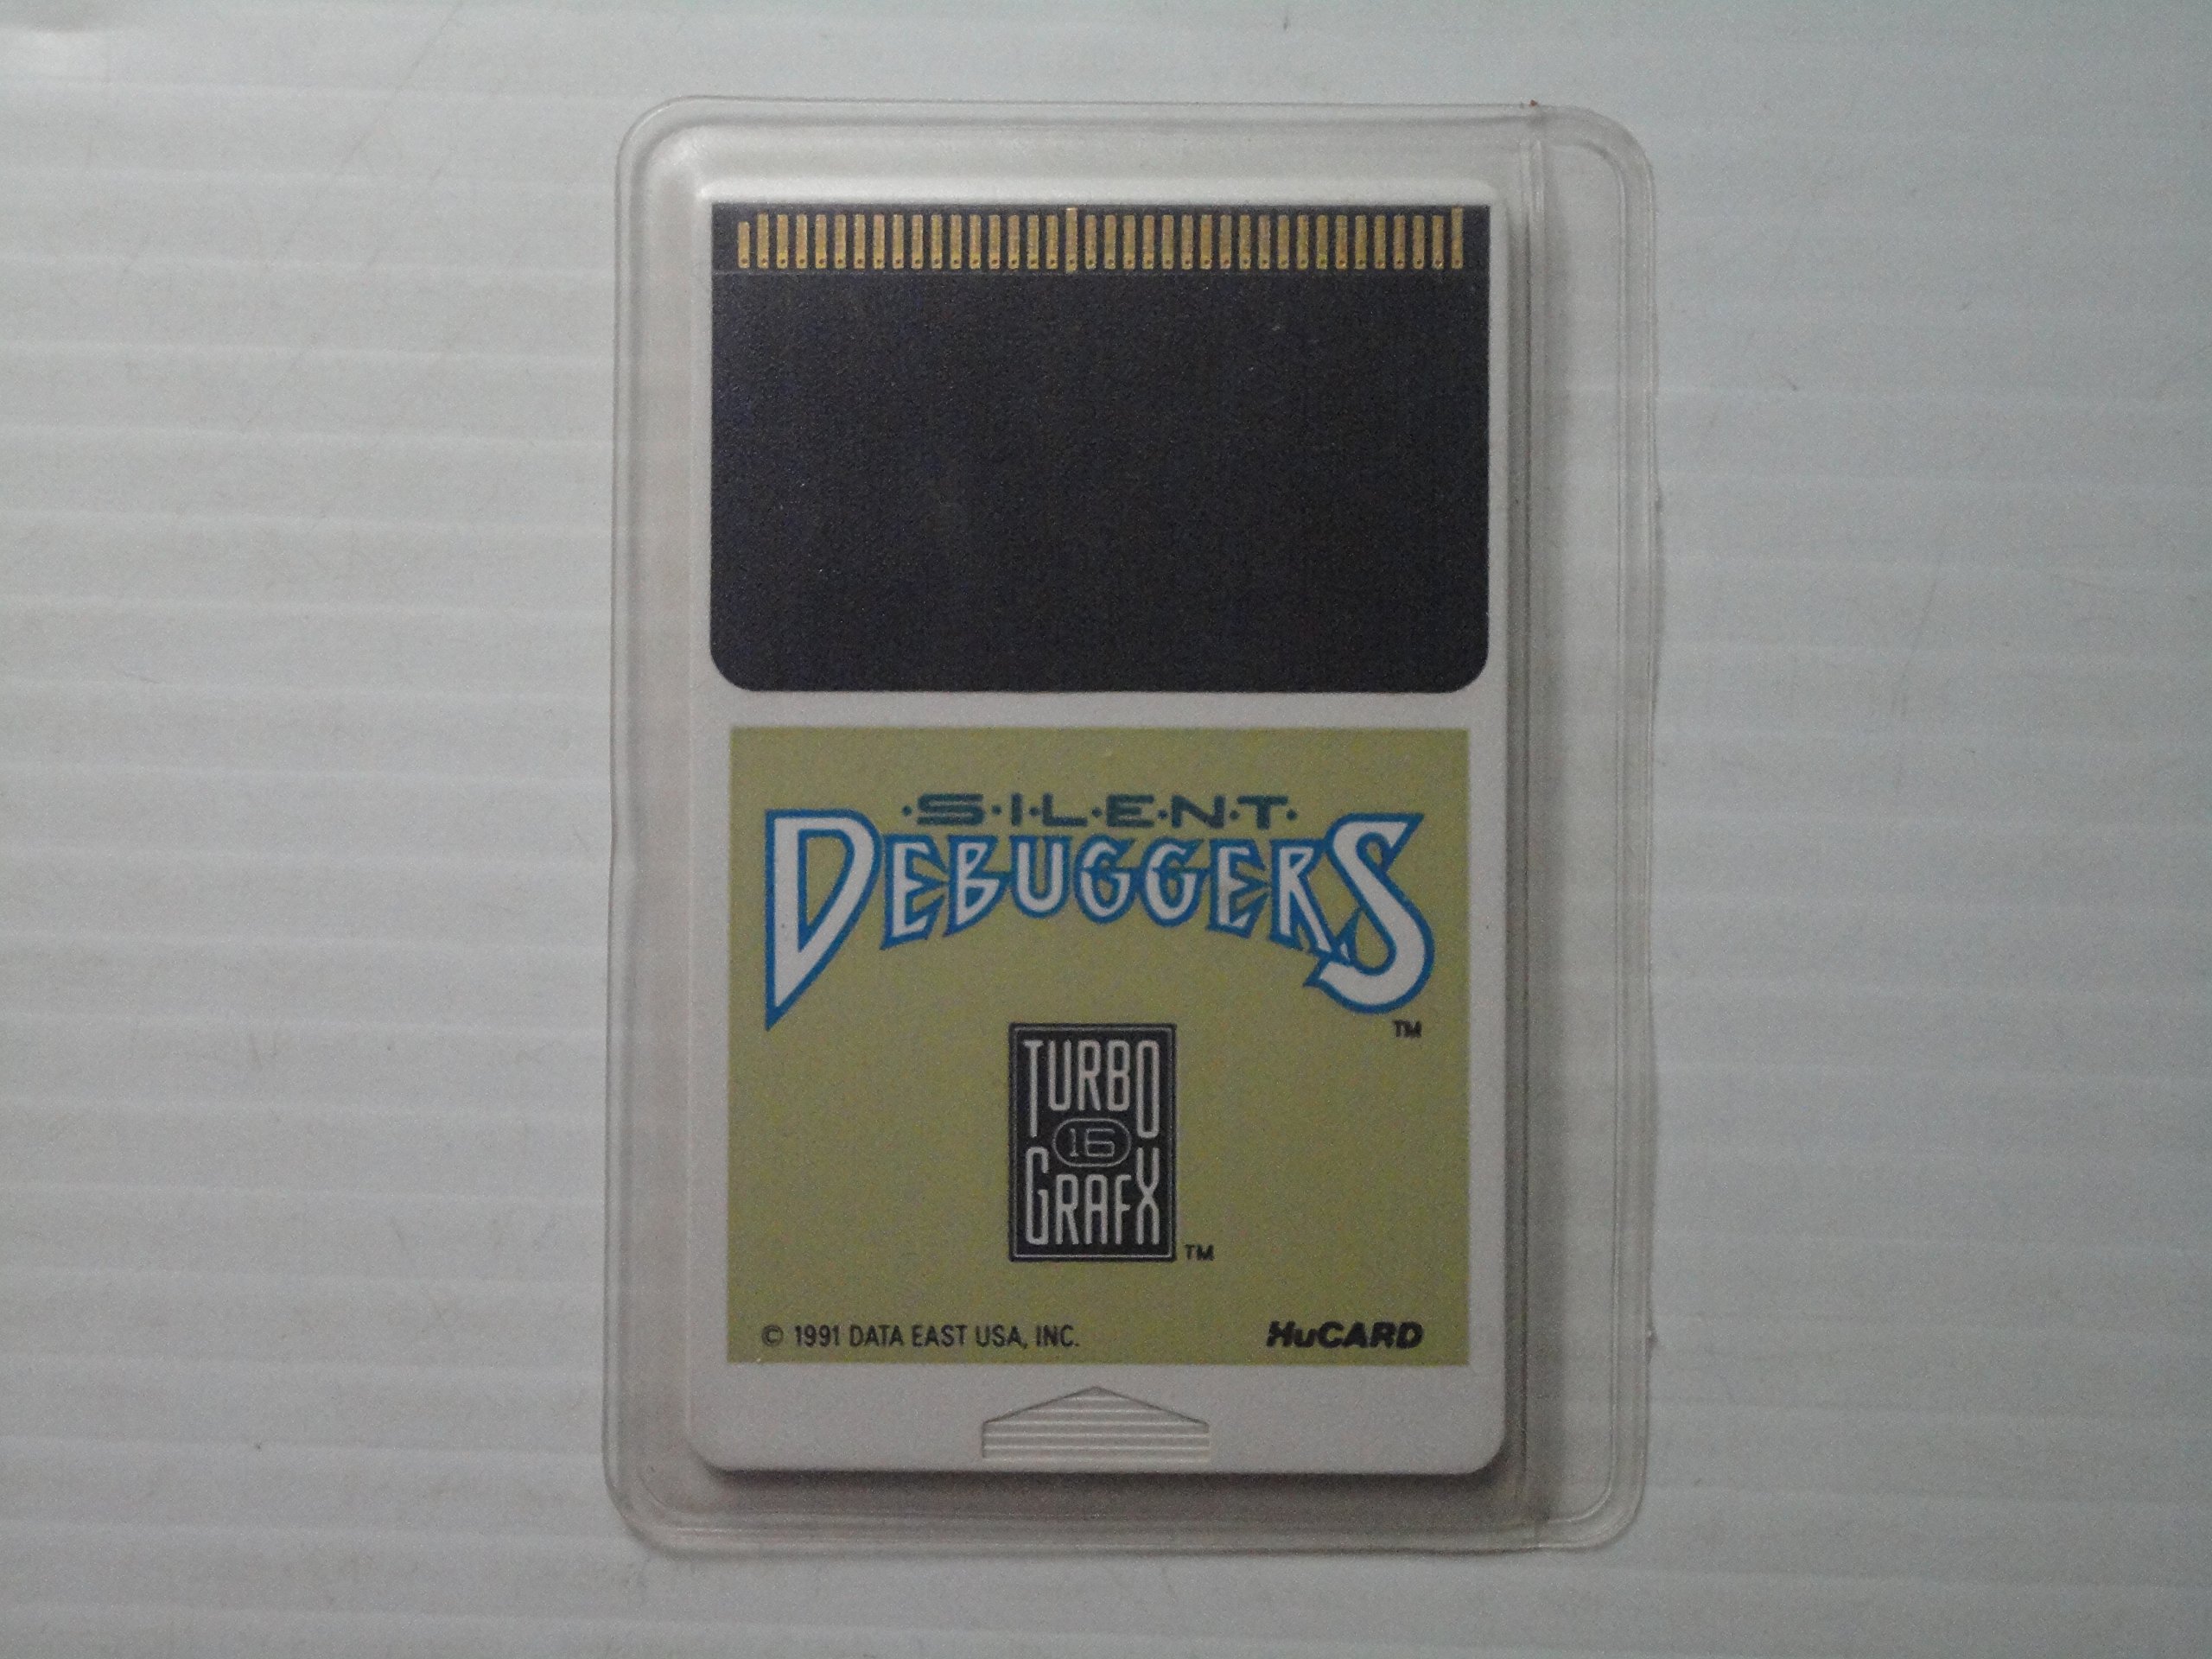 ·S·I·L·E·N·T·
DEBUGGERS
TM
TURBO
16
GRAFX
TM
© 1991 DATA EAST USA, INC.
HuCARD